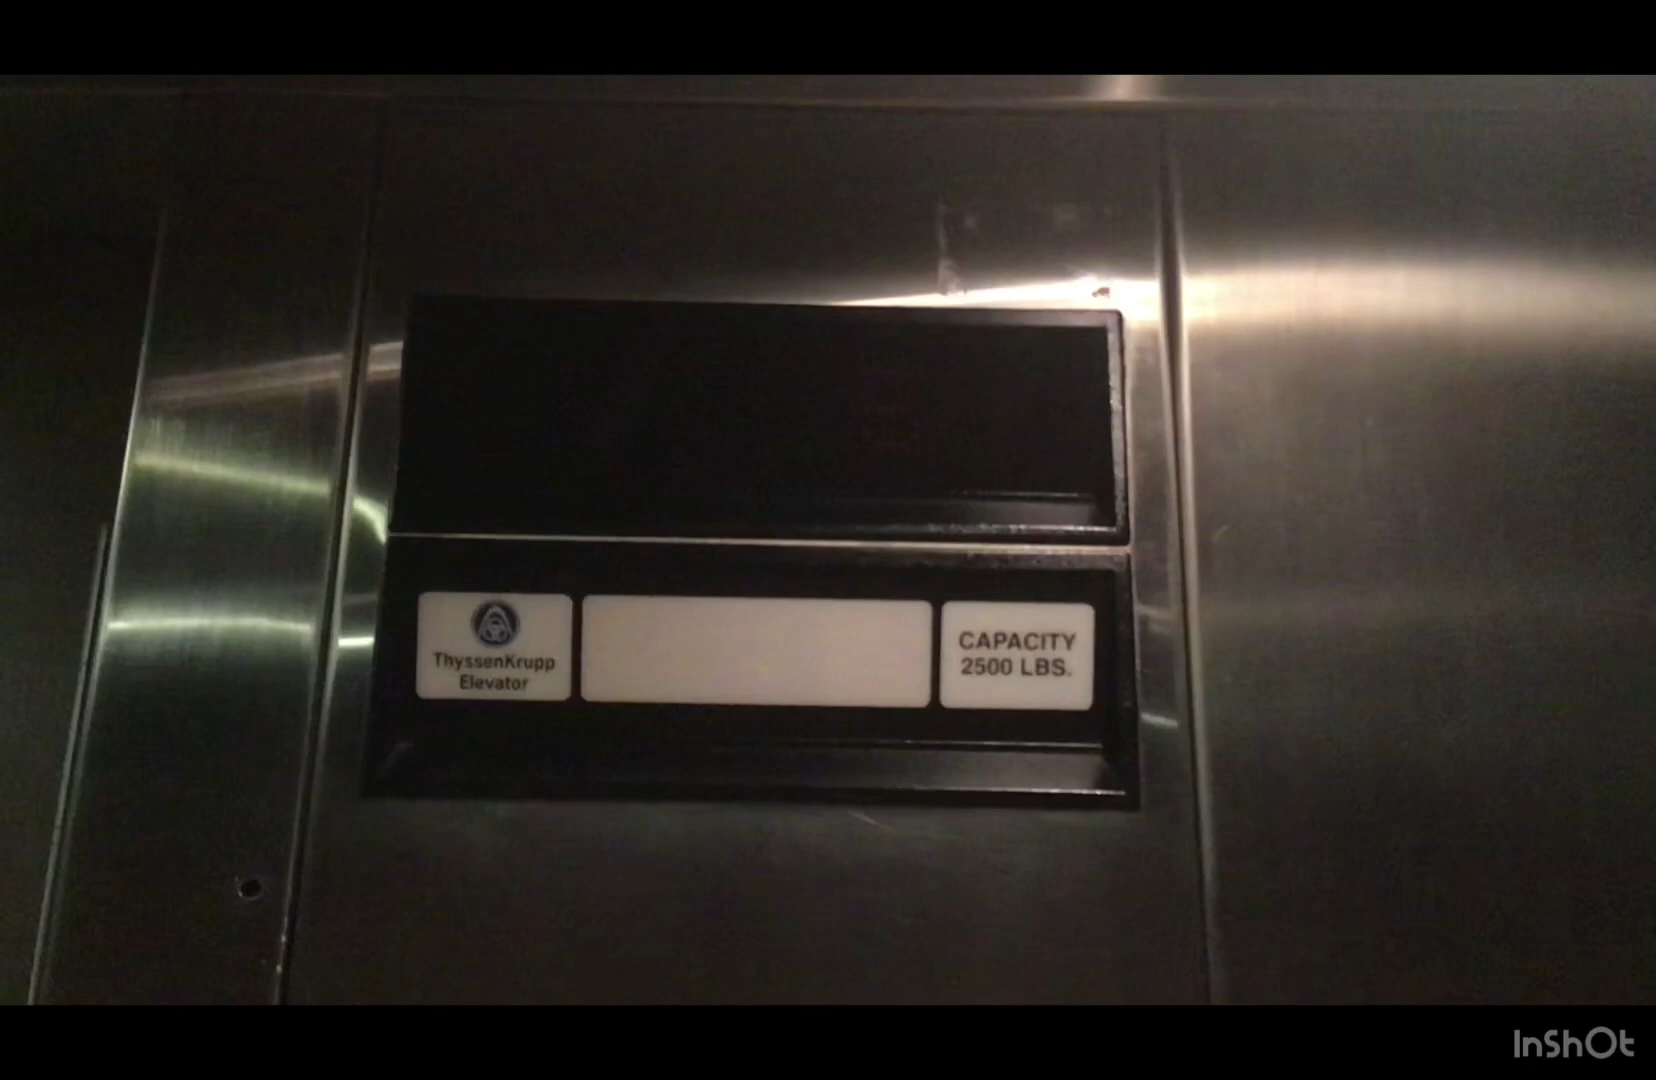 ThyssenKrupp
Elevator
CAPACITY
2500 LBS.
InShOt